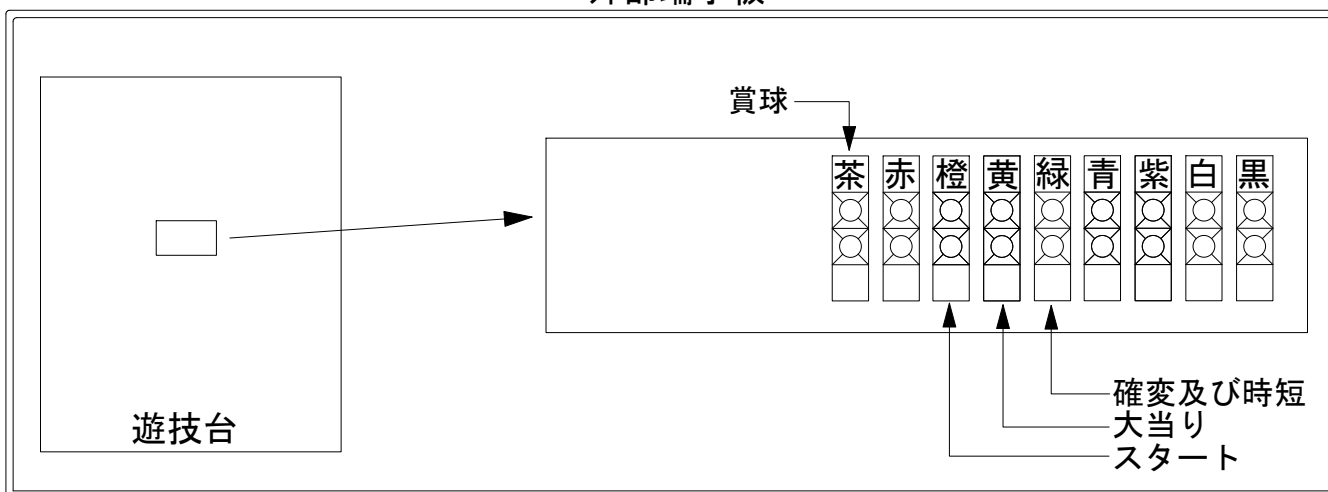 賞球
茶 赤 橙 黄 緑 青 紫 白 黒
遊技台
確変及び時短
大当り
スタート